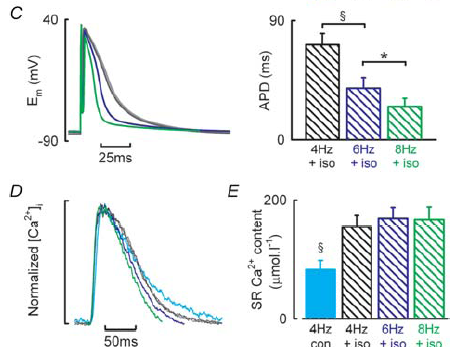 C
40
Em (mV)
-90
25ms
80
APD (ms)
0
§
*
4Hz 6Hz 8Hz
+ iso + iso + iso
D
Normalized [Ca2+]i
50ms
E
200
SR Ca2+ content
(μmol.l-1)
0
§
4Hz 4Hz 6Hz 8Hz
con + iso + iso + iso